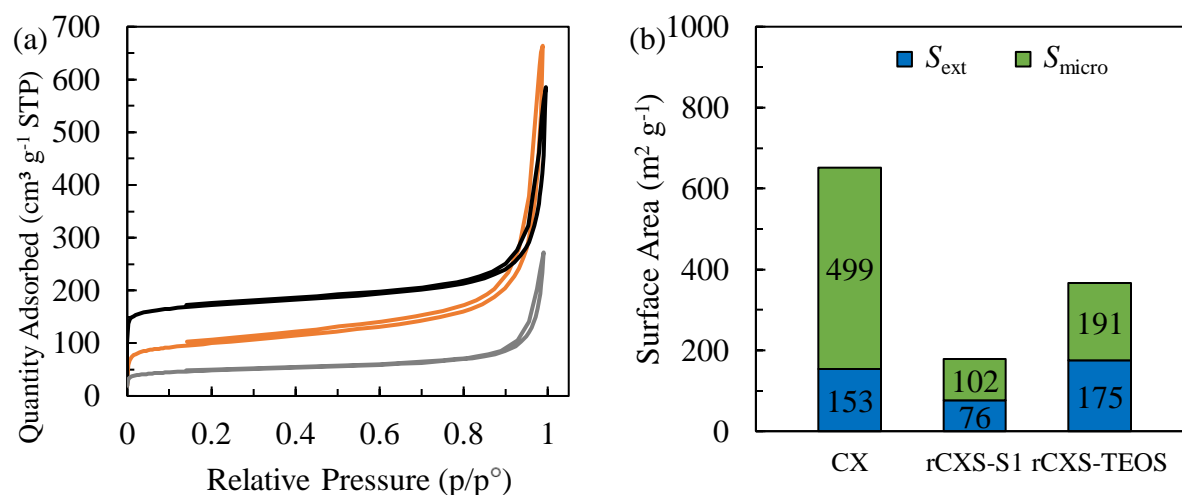 (a)
700
600
500
400
300
200
100
0
Quantity Adsorbed (cm³ g⁻¹ STP)
0 0.2 0.4 0.6 0.8 1
Relative Pressure (p/p°)
(b)
1000
800
600
400
200
0
Surface Area (m² g⁻¹)
S_ext S_micro
499
153
102
76
191
175
CX rCXS-S1 rCXS-TEOS